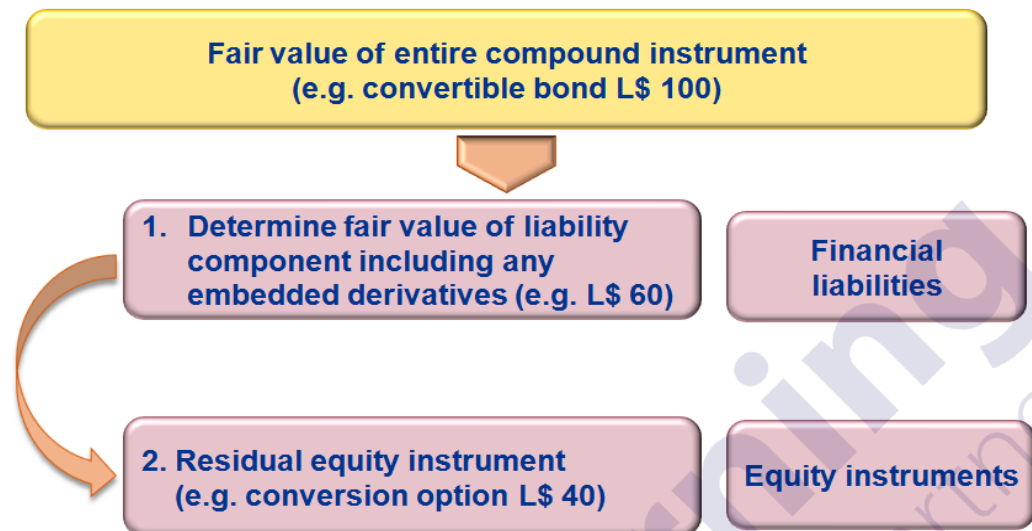 Fair value of entire compound instrument
(e.g. convertible bond L$ 100)
1. Determine fair value of liability
component including any
embedded derivatives (e.g. L$ 60)
Financial
liabilities
2. Residual equity instrument
(e.g. conversion option L$ 40)
Equity instruments